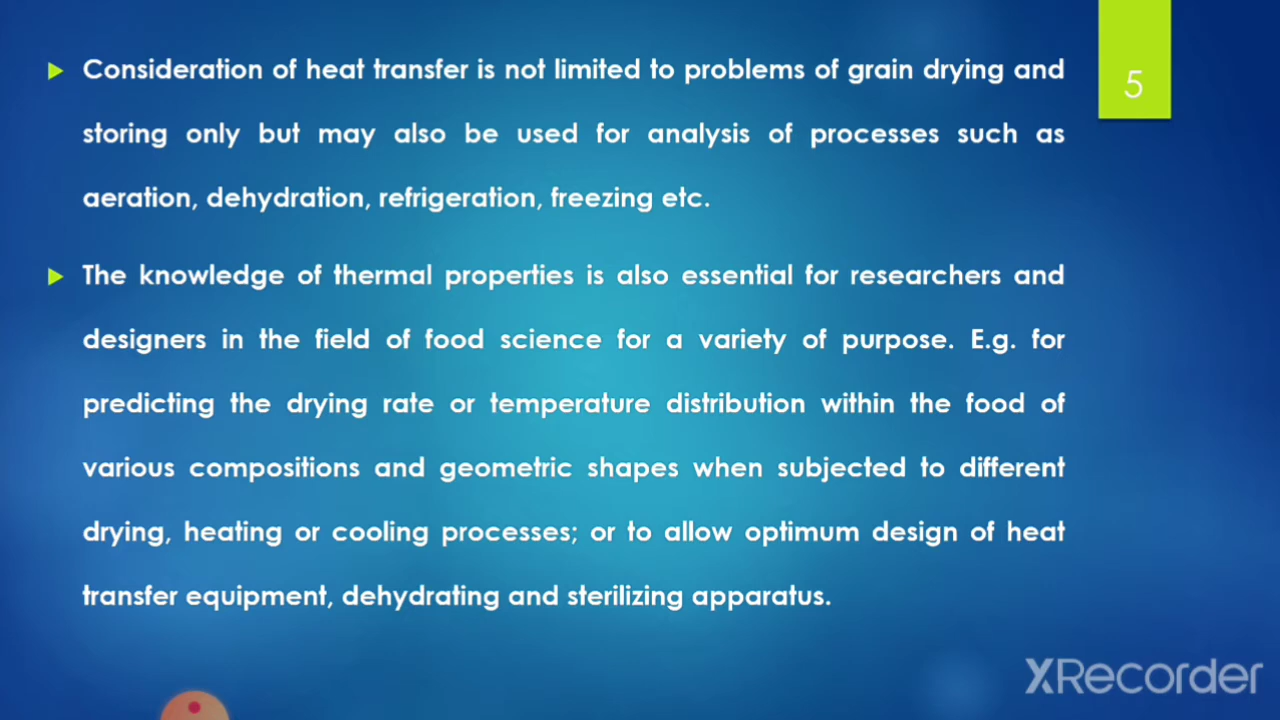 5
Consideration of heat transfer is not limited to problems of grain drying and
storing only but may also be used for analysis of processes such as
aeration, dehydration, refrigeration, freezing etc.
The knowledge of thermal properties is also essential for researchers and
designers in the field of food science for a variety of purpose. E.g. for
predicting the drying rate or temperature distribution within the food of
various compositions and geometric shapes when subjected to different
drying, heating or cooling processes; or to allow optimum design of heat
transfer equipment, dehydrating and sterilizing apparatus.
XRecorder